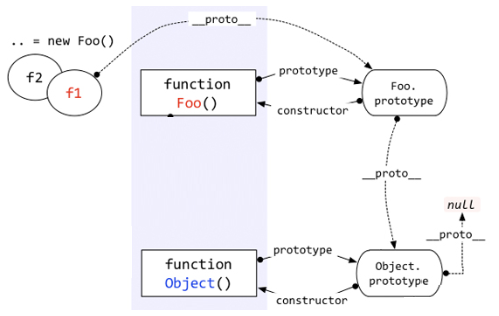 __proto__
.. = new Foo()
f2
f1
function
Foo()
prototype
constructor
Foo.
prototype
__proto__
null
__proto__
function
Object()
prototype
constructor
Object.
prototype